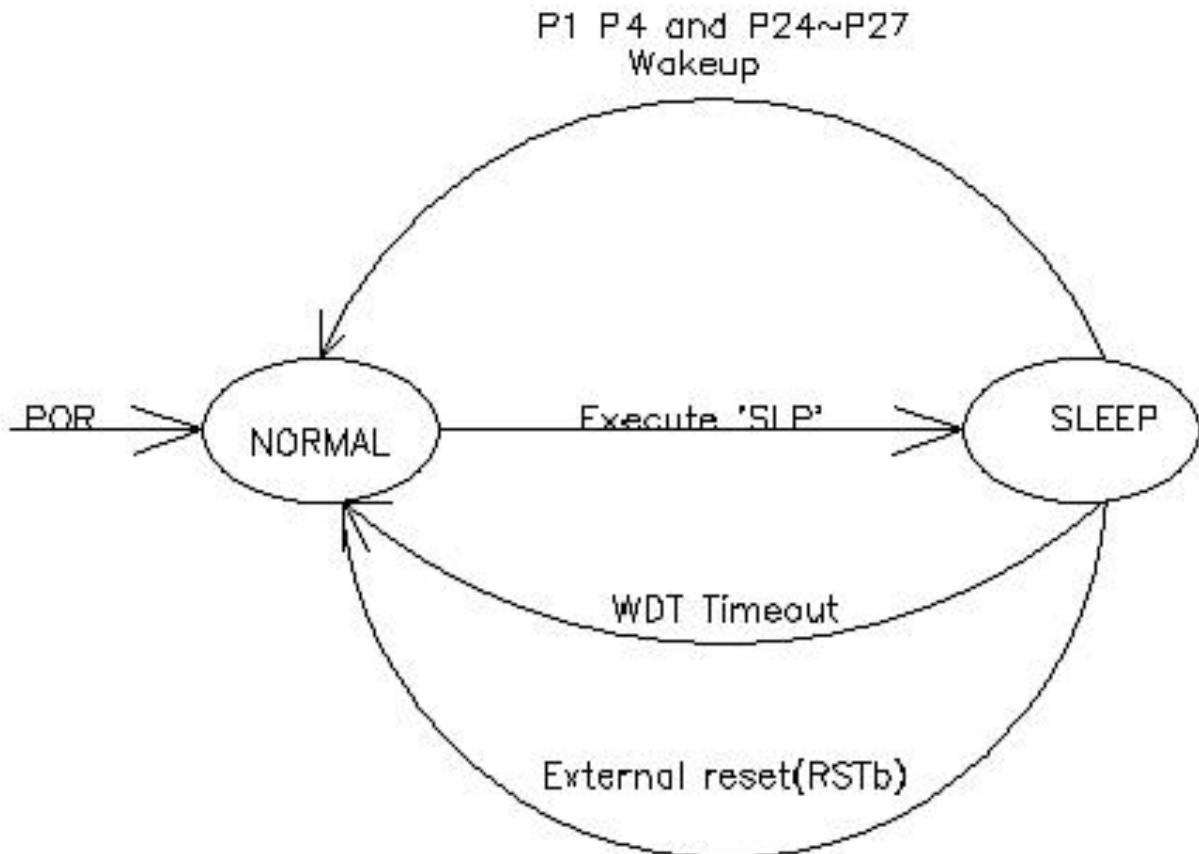 P1 P4 and P24~P27
Wakeup
POR
NORMAL
Execute 'SLP'
SLEEP
WDT Timeout
External reset(RSTb)